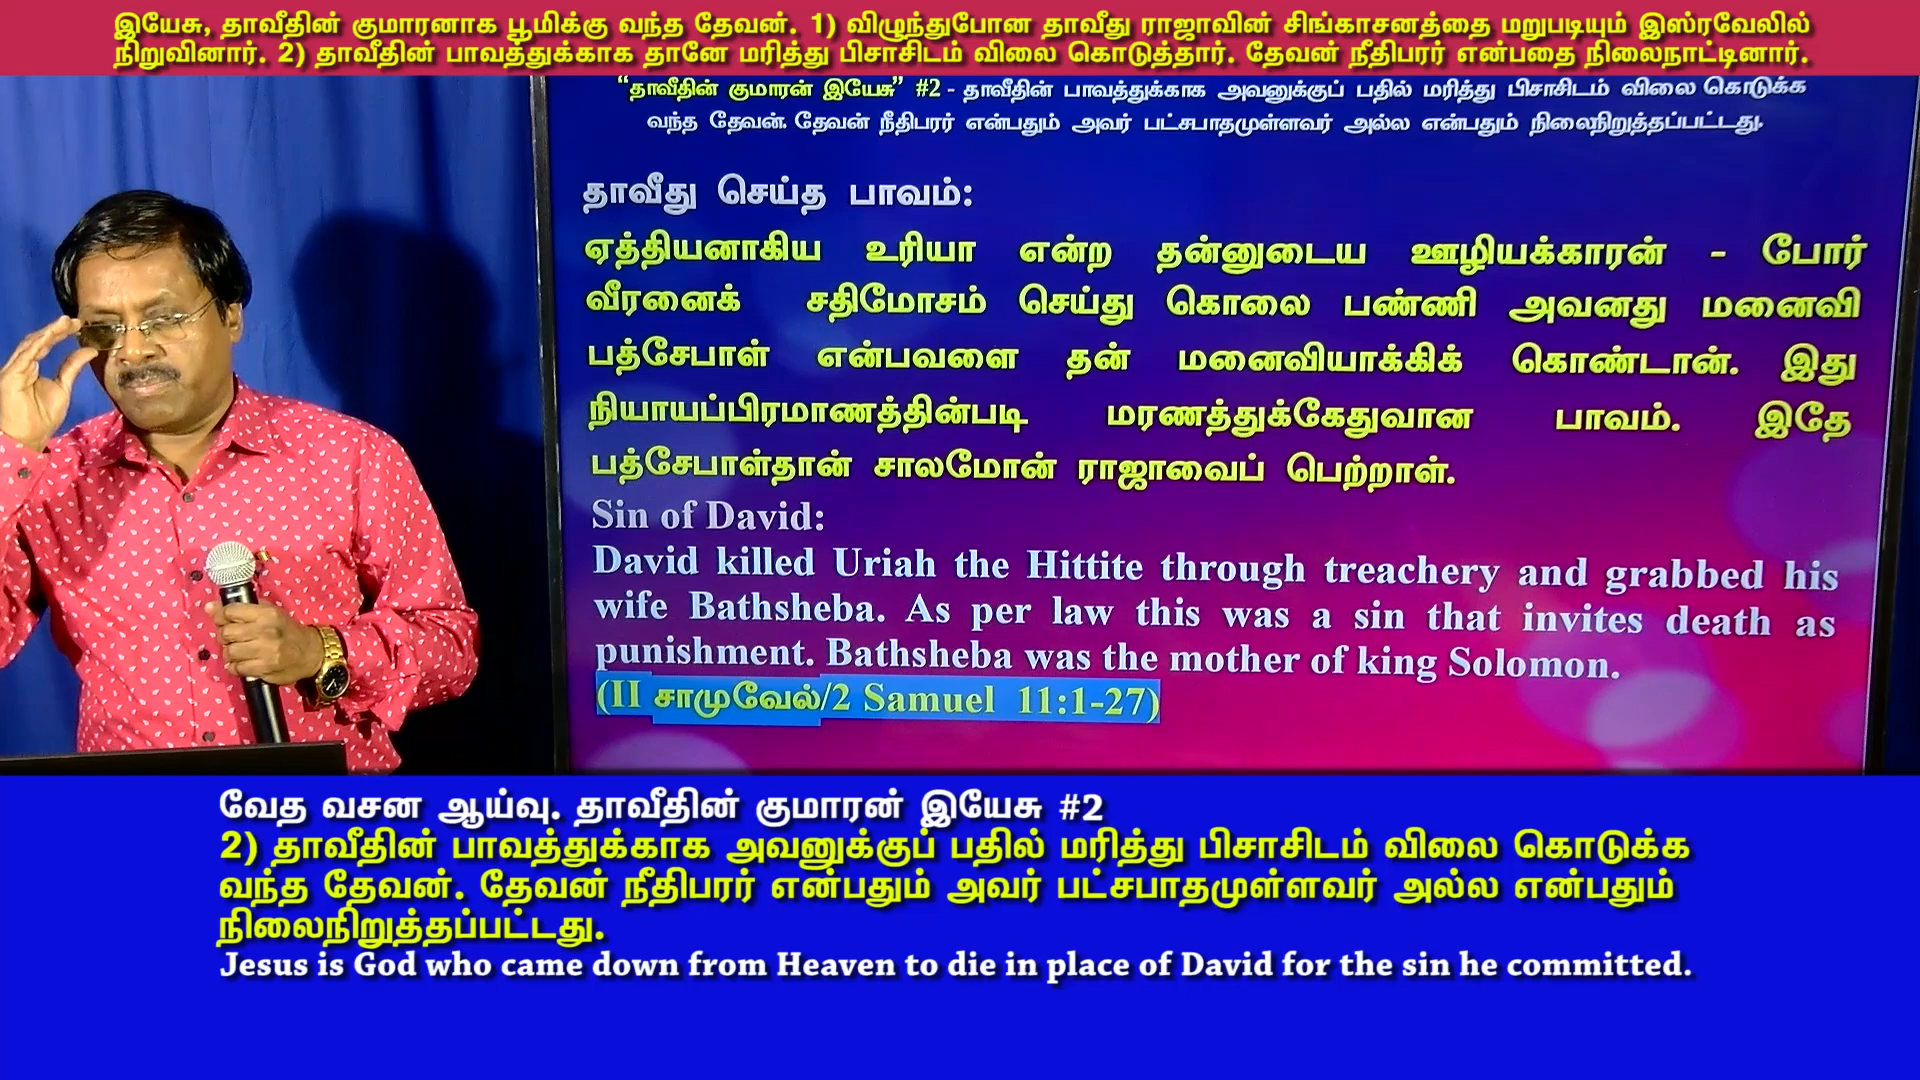 இயேசு, தாவீதின் குமாரனாக பூமிக்கு வந்த தேவன். 1) விழுந்துபோன தாவீது ராஜாவின் சிங்காசனத்தை மறுபடியும் இஸ்ரவேலில்
நிறுவினார். 2) தாவீதின் பாவத்துக்காக தானே மரித்து பிசாசிடம் விலை கொடுத்தார். தேவன் நீதிபரர் என்பதை நிலைநாட்டினார்.
“தாவீதின் குமாரன் இயேசு” #2 - தாவீதின் பாவத்துக்காக அவனுக்குப் பதில் மரித்து பிசாசிடம் விலை கொடுக்க
வந்த தேவன். தேவன் நீதிபரர் என்பதும் அவர் பட்சபாதமுள்ளவர் அல்ல என்பதும் நிலைநிறுத்தப்பட்டது.
தாவீது செய்த பாவம்:
ஏத்தியனாகிய உரியா என்ற தன்னுடைய ஊழியக்காரன் - போர்
வீரனைக் சதிமோசம் செய்து கொலை பண்ணி அவனது மனைவி
பத்சேபாள் என்பவளை தன் மனைவியாக்கிக் கொண்டான். இது
நியாயப்பிரமாணத்தின்படி மரணத்துக்கேதுவான பாவம். இதே
பத்சேபாள்தான் சாலமோன் ராஜாவைப் பெற்றாள்.
Sin of David:
David killed Uriah the Hittite through treachery and grabbed his
wife Bathsheba. As per law this was a sin that invites death as
punishment. Bathsheba was the mother of king Solomon.
(II சாமுவேல்/2 Samuel 11:1-27)
வேத வசன ஆய்வு. தாவீதின் குமாரன் இயேசு #2
2) தாவீதின் பாவத்துக்காக அவனுக்குப் பதில் மரித்து பிசாசிடம் விலை கொடுக்க
வந்த தேவன். தேவன் நீதிபரர் என்பதும் அவர் பட்சபாதமுள்ளவர் அல்ல என்பதும்
நிலைநிறுத்தப்பட்டது.
Jesus is God who came down from Heaven to die in place of David for the sin he committed.